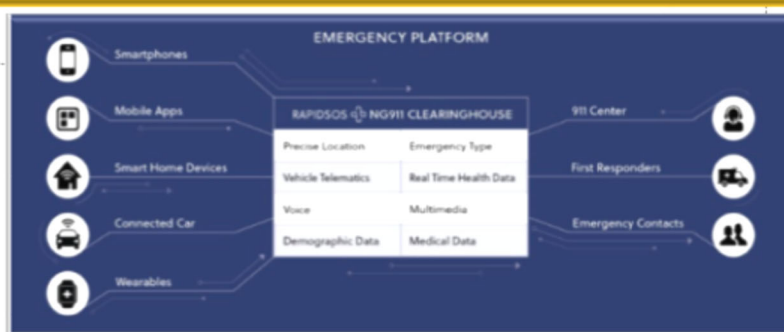 EMERGENCY PLATFORM
Smartphones
Mobile Apps
Smart Home Devices
Connected Car
Wearables
RAPIDSOS NG911 CLEARINGHOUSE
Precise Location Emergency Type
Vehicle Telematics Real Time Health Data
Voice Multimedia
Demographic Data Medical Data
911 Center
First Responders
Emergency Contacts